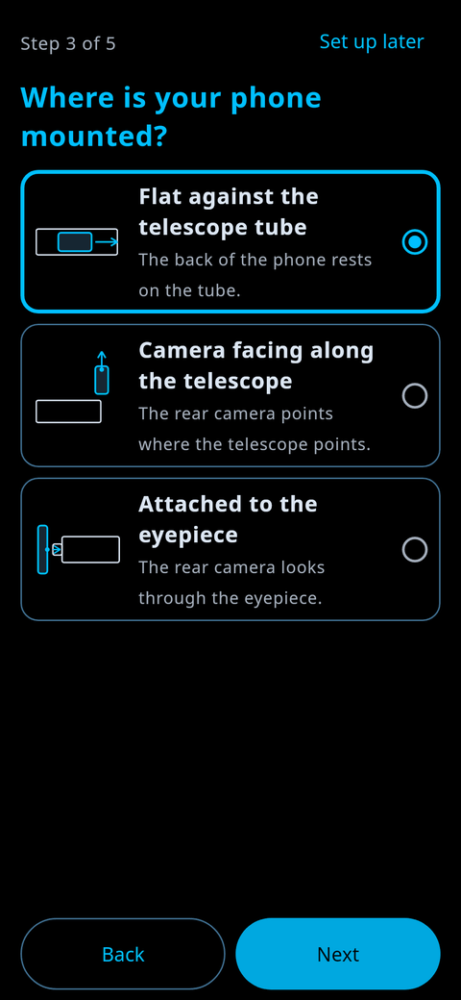 Step 3 of 5
Set up later
Where is your phone
mounted?
Flat against the
telescope tube
The back of the phone rests
on the tube.
Camera facing along
the telescope
The rear camera points
where the telescope points.
Attached to the
eyepiece
The rear camera looks
through the eyepiece.
Back
Next